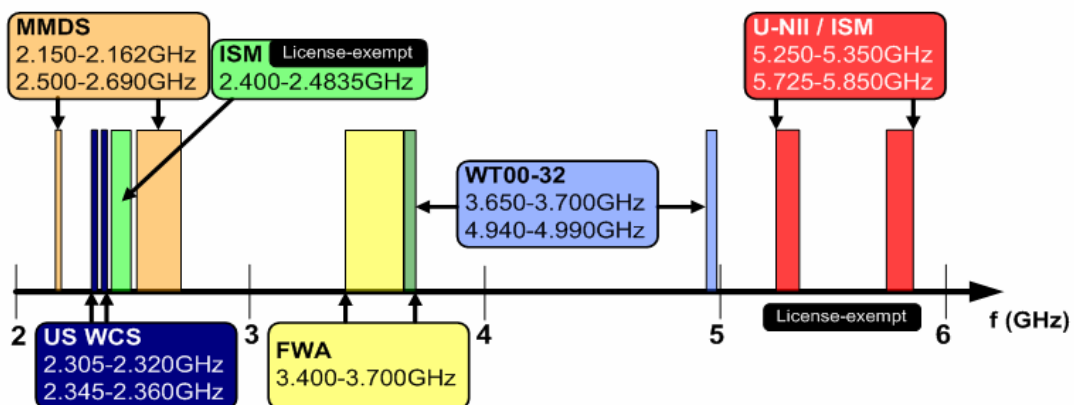 MMDS
2.150-2.162GHz
2.500-2.690GHz
ISM License-exempt
2.400-2.4835GHz
U-NII / ISM
5.250-5.350GHz
5.725-5.850GHz
WT00-32
3.650-3.700GHz
4.940-4.990GHz
2 3 4 5 6 f (GHz)
License-exempt
US WCS
2.305-2.320GHz
2.345-2.360GHz
FWA
3.400-3.700GHz